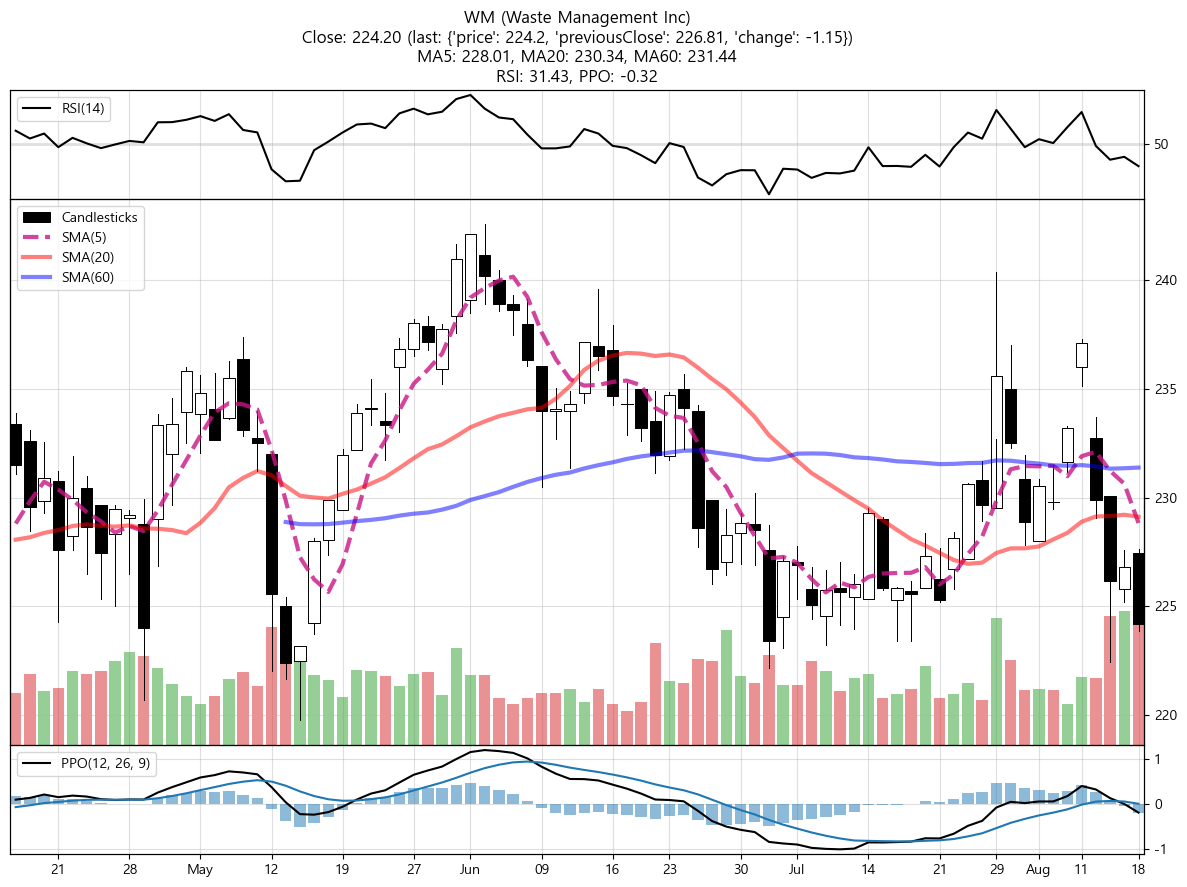 WM (Waste Management Inc)
Close: 224.20 (last: {'price': 224.2, 'previousClose': 226.81, 'change': -1.15})
MA5: 228.01, MA20: 230.34, MA60: 231.44
RSI: 31.43, PPO: -0.32
RSI(14)
50
Candlesticks
SMA(5)
SMA(20)
SMA(60)
240
235
230
225
220
PPO(12, 26, 9)
1
0
-1
21 28 May 12 19 27 Jun 09 16 23 30 Jul 14 21 29 Aug 11 18